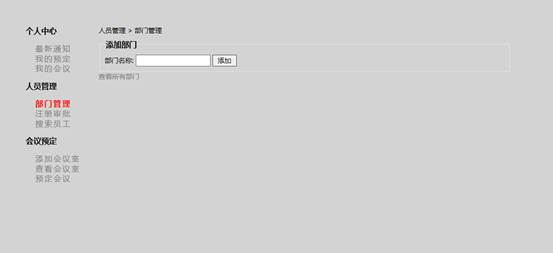 个人中心
最新通知
我的预定
我的会议
人员管理
部门管理
注册审批
搜索员工
会议预定
添加会议室
查看会议室
预定会议
人员管理 > 部门管理
添加部门
部门名称: 添加
查看所有部门